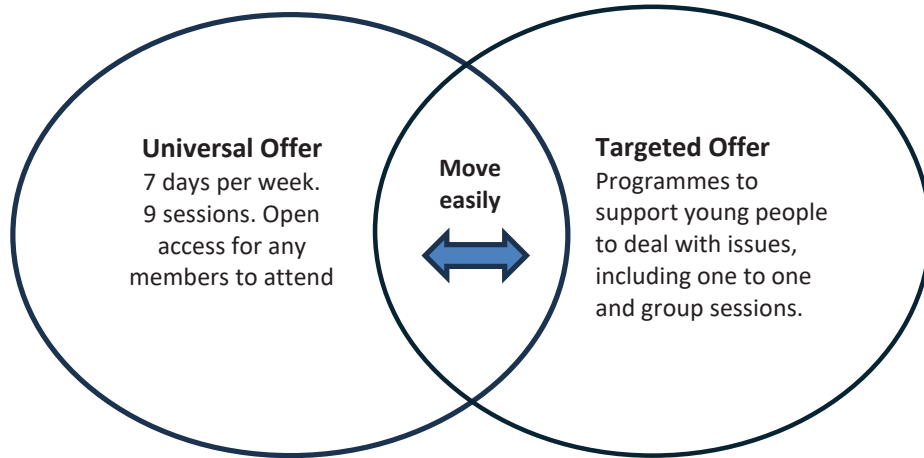 Universal Offer
7 days per week.
9 sessions. Open
access for any
members to attend
Move
easily
Targeted Offer
Programmes to
support young people
to deal with issues,
including one to one
and group sessions.